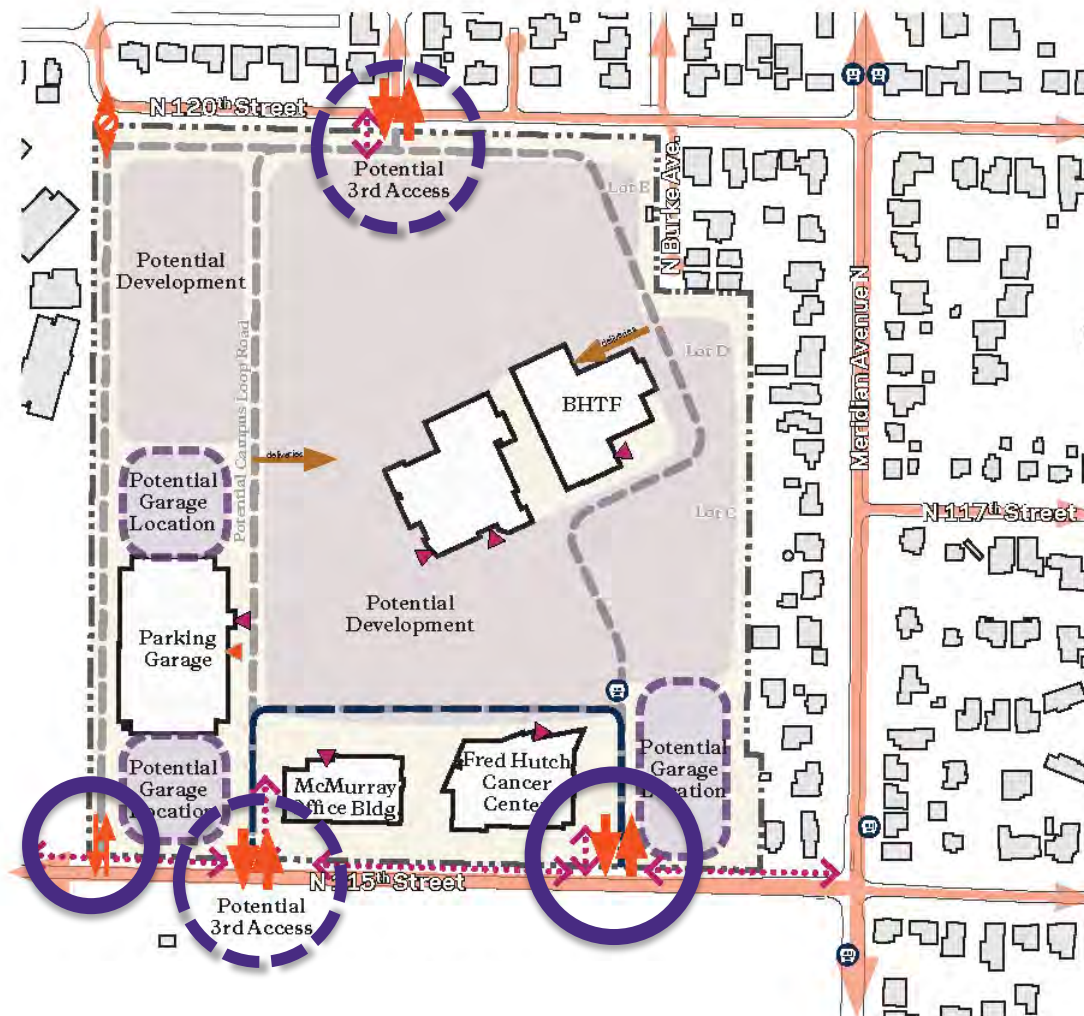 N 120th Street
Potential
3rd Access
Lot E
N Burke Ave.
Potential
Development
deliveries
Lot D
BHTF
Meridian Avenue N
Potential Campus Loop Road
deliveries
Potential
Garage
Location
Lot C
N 117th Street
Potential
Development
Parking
Garage
Potential
Garage
Location
McMurray
Office Bldg
Fred Hutch
Cancer
Center
Potential
Garage
Location
N 115th Street
Potential
3rd Access